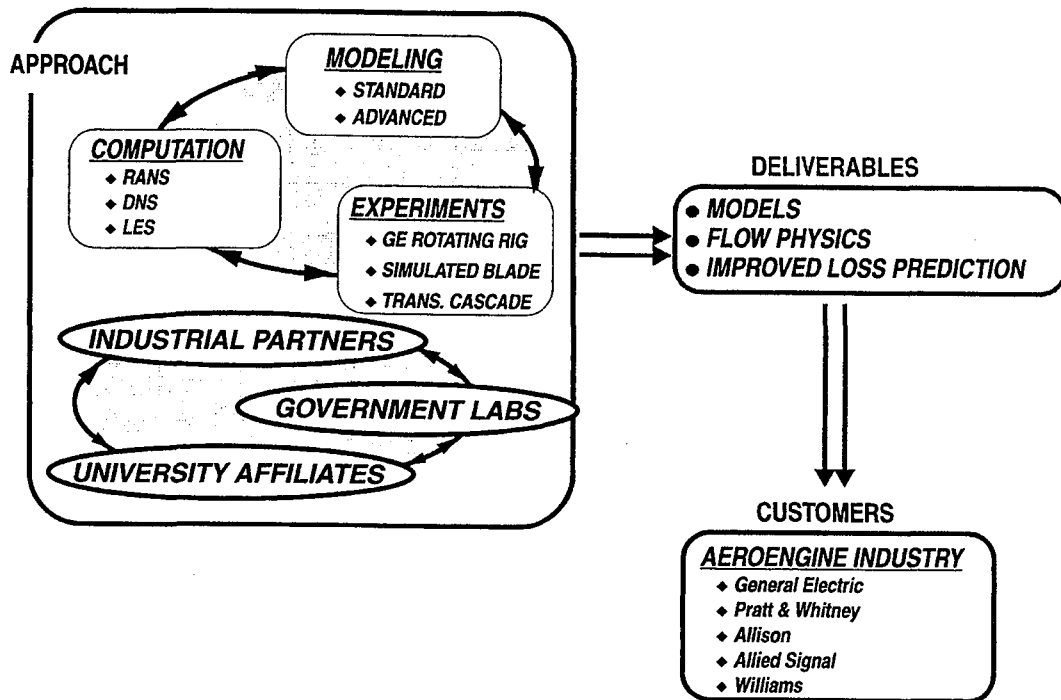 APPROACH
MODELING
◆ STANDARD
◆ ADVANCED
COMPUTATION
◆ RANS
◆ DNS
◆ LES
EXPERIMENTS
◆ GE ROTATING RIG
◆ SIMULATED BLADE
◆ TRANS. CASCADE
INDUSTRIAL PARTNERS
GOVERNMENT LABS
UNIVERSITY AFFILIATES
DELIVERABLES
● MODELS
● FLOW PHYSICS
● IMPROVED LOSS PREDICTION
CUSTOMERS
AEROENGINE INDUSTRY
◆ General Electric
◆ Pratt & Whitney
◆ Allison
◆ Allied Signal
◆ Williams